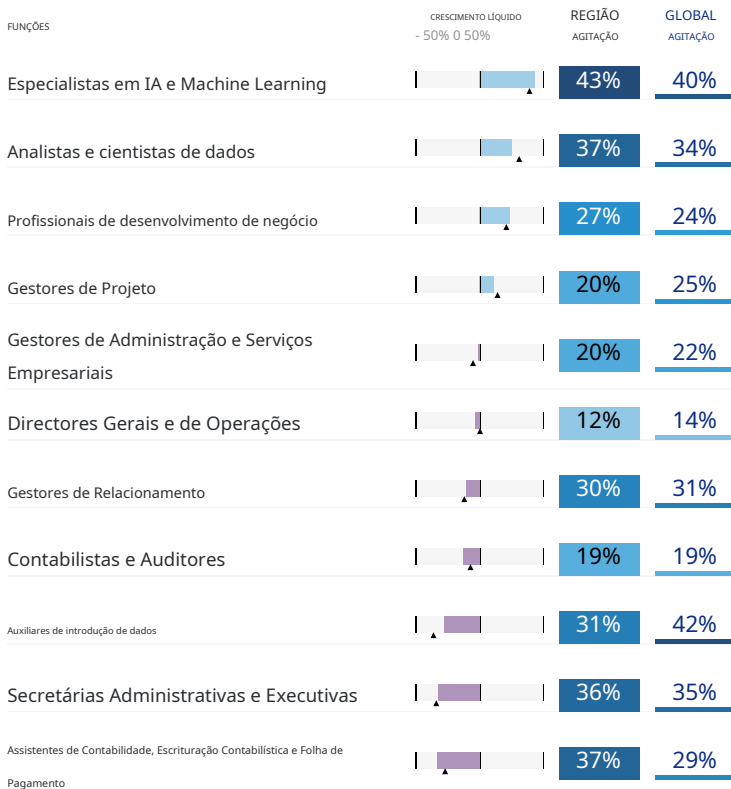 FUNÇÕES
CRESCIMENTO LÍQUIDO
- 50% 0 50%
REGIÃO
AGITAÇÃO
GLOBAL
AGITAÇÃO
Especialistas em IA e Machine Learning
43%
40%
Analistas e cientistas de dados
37%
34%
Profissionais de desenvolvimento de negócio
27%
24%
Gestores de Projeto
20%
25%
Gestores de Administração e Serviços
Empresariais
20%
22%
Directores Gerais e de Operações
12%
14%
Gestores de Relacionamento
30%
31%
Contabilistas e Auditores
19%
19%
Auxiliares de introdução de dados
31%
42%
Secretárias Administrativas e Executivas
36%
35%
Assistentes de Contabilidade, Escrituração Contabilística e Folha de
Pagamento
37%
29%